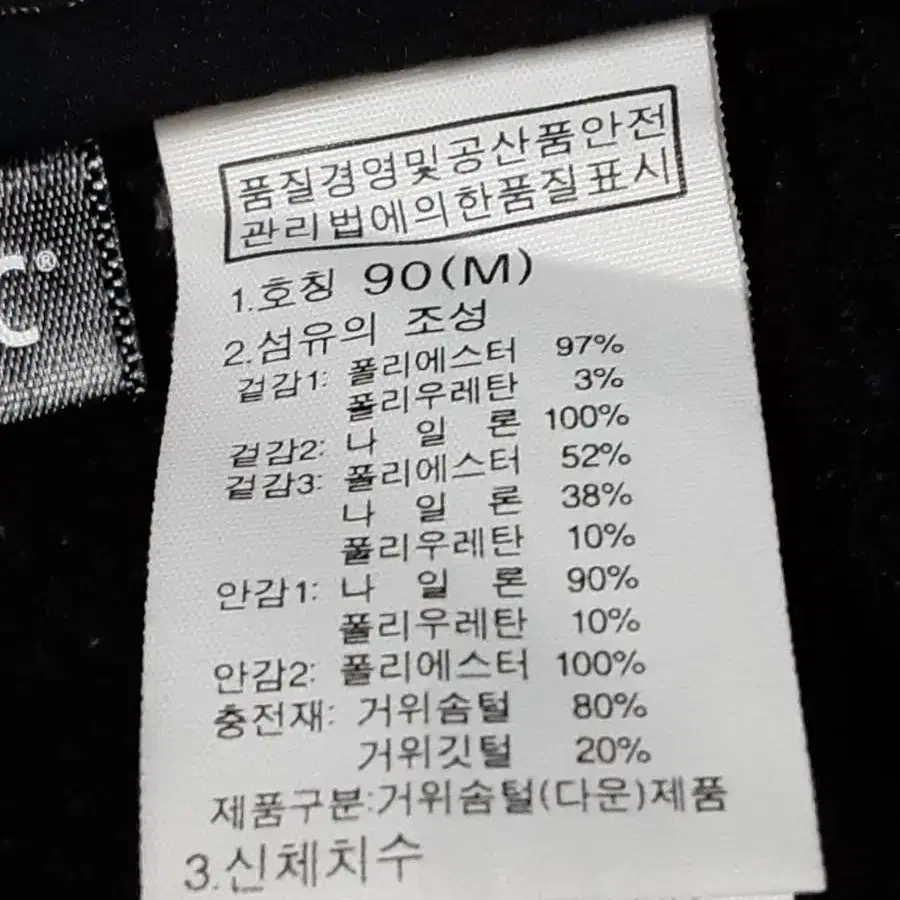 품질경영및공산품안전
관리법에의한품질표시
1.호칭 90(M)
2.섬유의 조성
겉감1: 폴리에스터 97%
폴리우레탄 3%
겉감2: 나 일 론 100%
겉감3: 폴리에스터 52%
나 일 론 38%
폴리우레탄 10%
안감1: 나 일 론 90%
폴리우레탄 10%
안감2: 폴리에스터 100%
충전재: 거위솜털 80%
거위깃털 20%
제품구분:거위솜털(다운)제품
3.신체치수
C®